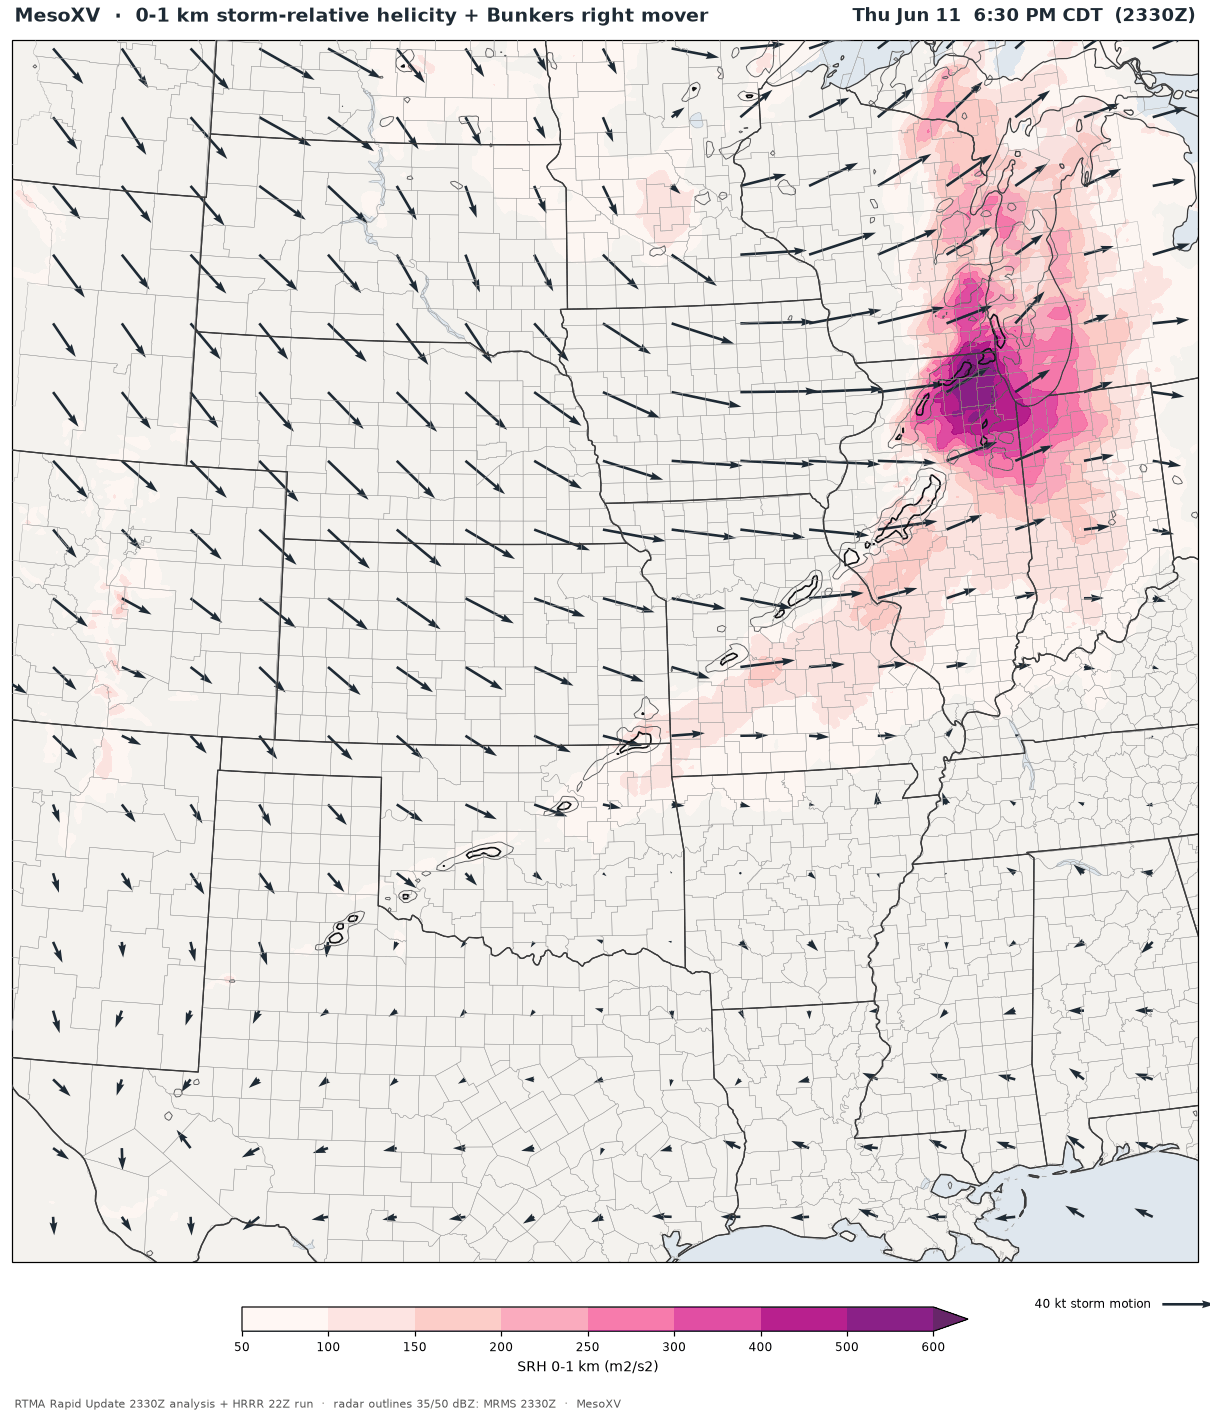 MesoXV · 0-1 km storm-relative helicity + Bunkers right mover
Thu Jun 11 6:30 PM CDT (2330Z)
40 kt storm motion
50 100 150 200 250 300 400 500 600
SRH 0-1 km (m2/s2)
RTMA Rapid Update 2330Z analysis + HRRR 22Z run · radar outlines 35/50 dBZ: MRMS 2330Z · MesoXV